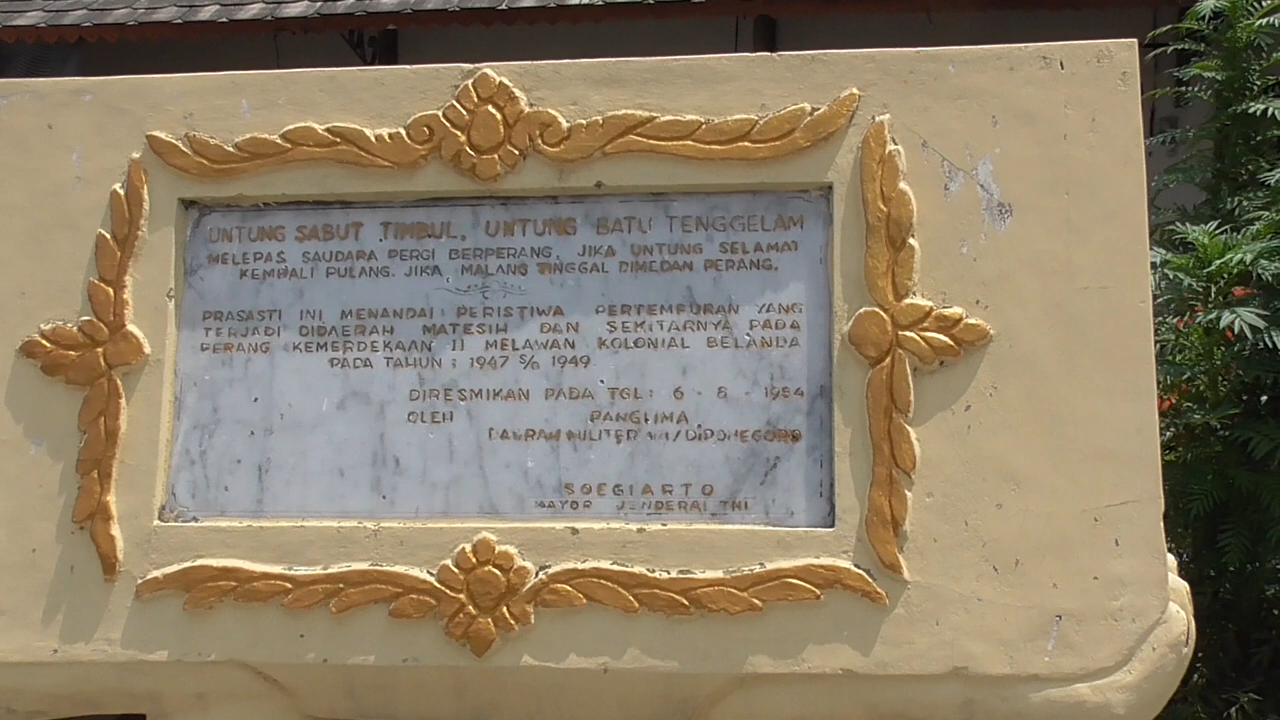 UNTUNG SABUT TIMBUL, UNTUNG BATU TENGGELAM
MELEPAS SAUDARA PERGI BERPERANG, JIKA UNTUNG SELAMAT
KEMBALI PULANG. JIKA MALANG TINGGAL DIMEDAN PERANG.
PRASASTI INI MENANDAI PERISTIWA PERTEMPURAN YANG
TERJADI DIDAERAH MATESIH DAN SEKITARNYA PADA
PERANG KEMERDEKAAN II MELAWAN KOLONIAL BELANDA
PADA TAHUN : 1947 S/D 1949
DIRESMIKAN PADA TGL : 6 - 8 - 1984
OLEH PANGLIMA
DAERAH MILITER /DIPONEGORO
SOEGIARTO
MAYOR JENDERAL TNI